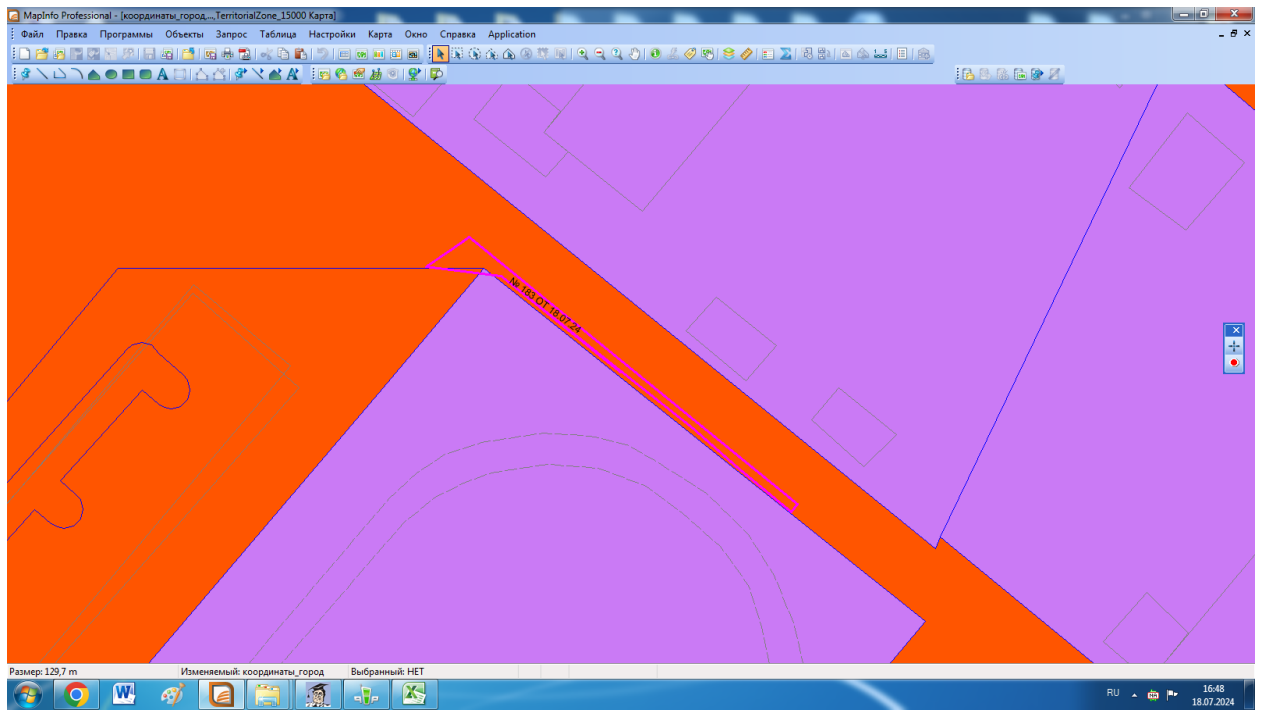 MapInfo Professional - [координаты_город,...,TerritorialZone_15000 Карта]
Файл Правка Программы Объекты Запрос Таблица Настройки Карта Окно Справка Application
№ 183 ОТ 18.07.24
Размер: 129,7 m Изменяемый: координаты_город Выбранный: НЕТ
RU 16:48
18.07.2024